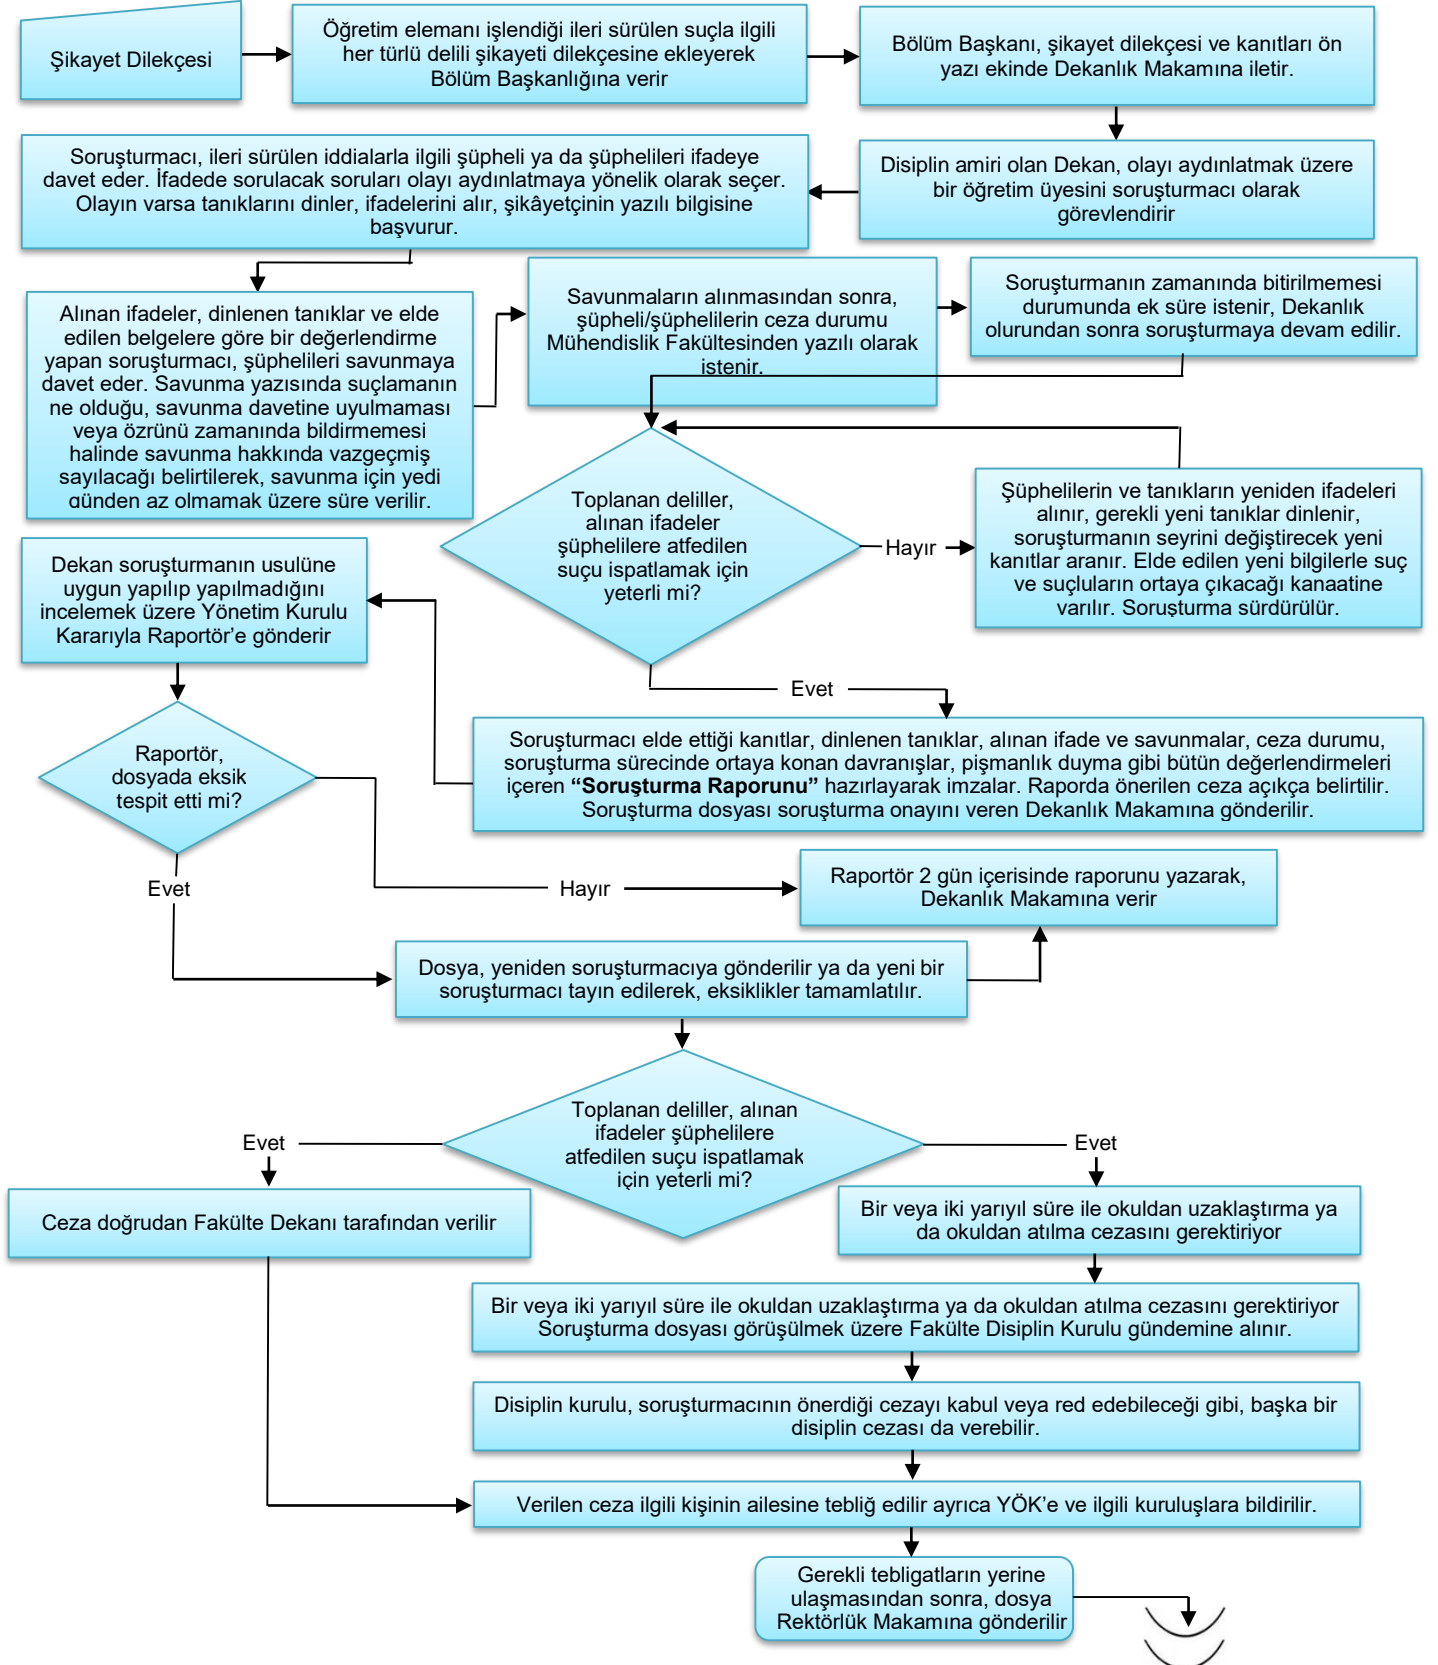 Şikayet Dilekçesi
Öğretim elemanı işlendiği ileri sürülen suçla ilgili
her türlü delili şikayeti dilekçesine ekleyerek
Bölüm Başkanlığına verir
Bölüm Başkanı, şikayet dilekçesi ve kanıtları ön
yazı ekinde Dekanlık Makamına iletir.
Disiplin amiri olan Dekan, olayı aydınlatmak üzere
bir öğretim üyesini soruşturmacı olarak
görevlendirir
Soruşturmacı, ileri sürülen iddialarla ilgili şüpheli ya da şüphelileri ifadeye
davet eder. İfadede sorulacak soruları olayı aydınlatmaya yönelik olarak seçer.
Olayın varsa tanıklarını dinler, ifadelerini alır, şikâyetçinin yazılı bilgisine
başvurur.
Alınan ifadeler, dinlenen tanıklar ve elde
edilen belgelere göre bir değerlendirme
yapan soruşturmacı, şüphelileri savunmaya
davet eder. Savunma yazısında suçlamanın
ne olduğu, savunma davetine uyulmaması
veya özrünü zamanında bildirmemesi
halinde savunma hakkında vazgeçmiş
sayılacağı belirtilerek, savunma için yedi
günden az olmamak üzere süre verilir.
Savunmaların alınmasından sonra,
şüpheli/şüphelilerin ceza durumu
Mühendislik Fakültesinden yazılı olarak
istenir.
Soruşturmanın zamanında bitirilmemesi
durumunda ek süre istenir, Dekanlık
olurundan sonra soruşturmaya devam edilir.
Toplanan deliller,
alınan ifadeler
şüphelilere atfedilen
suçu ispatlamak için
yeterli mi?
Hayır
Şüphelilerin ve tanıkların yeniden ifadeleri
alınır, gerekli yeni tanıklar dinlenir,
soruşturmanın seyrini değiştirecek yeni
kanıtlar aranır. Elde edilen yeni bilgilerle suç
ve suçluların ortaya çıkacağı kanaatine
varılır. Soruşturma sürdürülür.
Evet
Soruşturmacı elde ettiği kanıtlar, dinlenen tanıklar, alınan ifade ve savunmalar, ceza durumu,
soruşturma sürecinde ortaya konan davranışlar, pişmanlık duyma gibi bütün değerlendirmeleri
içeren “Soruşturma Raporunu” hazırlayarak imzalar. Raporda önerilen ceza açıkça belirtilir.
Soruşturma dosyası soruşturma onayını veren Dekanlık Makamına gönderilir.
Dekan soruşturmanın usulüne
uygun yapılıp yapılmadığını
incelemek üzere Yönetim Kurulu
Kararıyla Raportör’e gönderir
Raportör,
dosyada eksik
tespit etti mi?
Evet
Hayır
Raportör 2 gün içerisinde raporunu yazarak,
Dekanlık Makamına verir
Dosya, yeniden soruşturmacıya gönderilir ya da yeni bir
soruşturmacı tayin edilerek, eksiklikler tamamlatılır.
Toplanan deliller, alınan
ifadeler şüphelilere
atfedilen suçu ispatlamak
için yeterli mi?
Evet
Evet
Ceza doğrudan Fakülte Dekanı tarafından verilir
Bir veya iki yarıyıl süre ile okuldan uzaklaştırma ya
da okuldan atılma cezasını gerektiriyor
Bir veya iki yarıyıl süre ile okuldan uzaklaştırma ya da okuldan atılma cezasını gerektiriyor
Soruşturma dosyası görüşülmek üzere Fakülte Disiplin Kurulu gündemine alınır.
Disiplin kurulu, soruşturmacının önerdiği cezayı kabul veya red edebileceği gibi, başka bir
disiplin cezası da verebilir.
Verilen ceza ilgili kişinin ailesine tebliğ edilir ayrıca YÖK’e ve ilgili kuruluşlara bildirilir.
Gerekli tebligatların yerine
ulaşmasından sonra, dosya
Rektörlük Makamına gönderilir